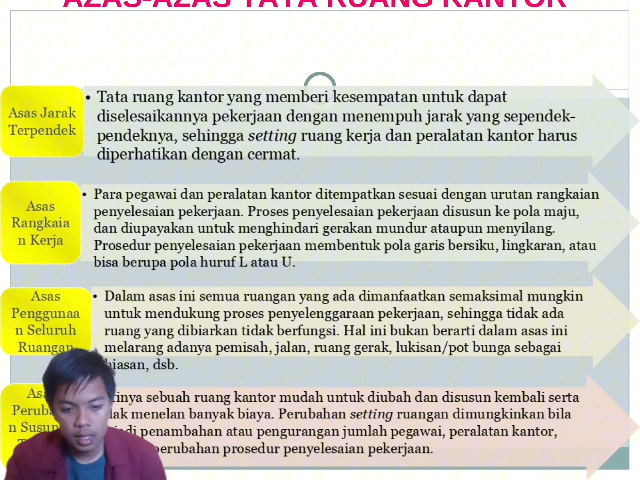 AZAS-AZAS TATA RUANG KANTOR
Asas Jarak
Terpendek
• Tata ruang kantor yang memberi kesempatan untuk dapat
diselesaikannya pekerjaan dengan menempuh jarak yang sependek-
pendeknya, sehingga setting ruang kerja dan peralatan kantor harus
diperhatikan dengan cermat.
Asas
Rangkaia
n Kerja
• Para pegawai dan peralatan kantor ditempatkan sesuai dengan urutan rangkaian
penyelesaian pekerjaan. Proses penyelesaian pekerjaan disusun ke pola maju,
dan diupayakan untuk menghindari gerakan mundur ataupun menyilang.
Prosedur penyelesaian pekerjaan membentuk pola garis bersiku, lingkaran, atau
bisa berupa pola huruf L atau U.
Asas
Penggunaa
n Seluruh
Ruangan
• Dalam asas ini semua ruangan yang ada dimanfaatkan semaksimal mungkin
untuk mendukung proses penyelenggaraan pekerjaan, sehingga tidak ada
ruang yang dibiarkan tidak berfungsi. Hal ini bukan berarti dalam asas ini
melarang adanya pemisah, jalan, ruang gerak, lukisan/pot bunga sebagai
hiasan, dsb.
sebuah ruang kantor mudah untuk diubah dan disusun kembali serta
menelan banyak biaya. Perubahan setting ruangan dimungkinkan bila
penambahan atau pengurangan jumlah pegawai, peralatan kantor,
perubahan prosedur penyelesaian pekerjaan.